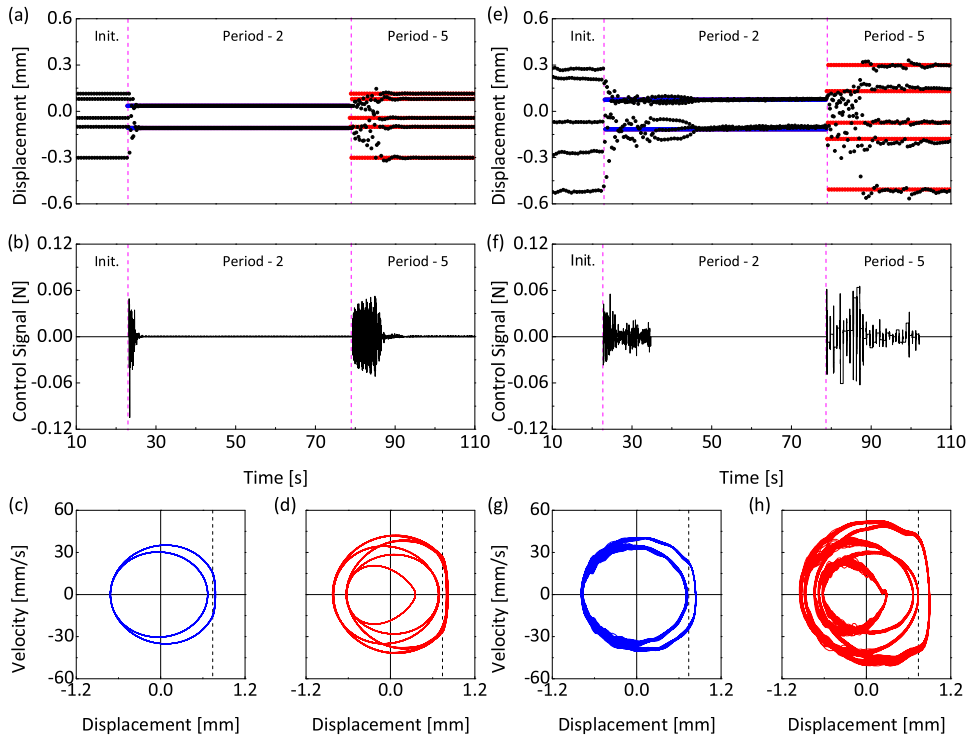 (a)
Init.
Period - 2
Period - 5
0.6
0.3
0.0
-0.3
-0.6
Displacement [mm]
(e)
Init.
Period - 2
Period - 5
0.6
0.3
0.0
-0.3
-0.6
Displacement [mm]
(b)
Init.
Period - 2
Period - 5
0.12
0.06
0.00
-0.06
-0.12
Control Signal [N]
10 30 50 70 90 110
Time [s]
(f)
Init.
Period - 2
Period - 5
0.12
0.06
0.00
-0.06
-0.12
Control Signal [N]
10 30 50 70 90 110
Time [s]
(c)
60
30
0
-30
-60
Velocity [mm/s]
-1.2 0.0 1.2
Displacement [mm]
(d)
-1.2 0.0 1.2
Displacement [mm]
(g)
60
30
0
-30
-60
Velocity [mm/s]
-1.2 0.0 1.2
Displacement [mm]
(h)
-1.2 0.0 1.2
Displacement [mm]